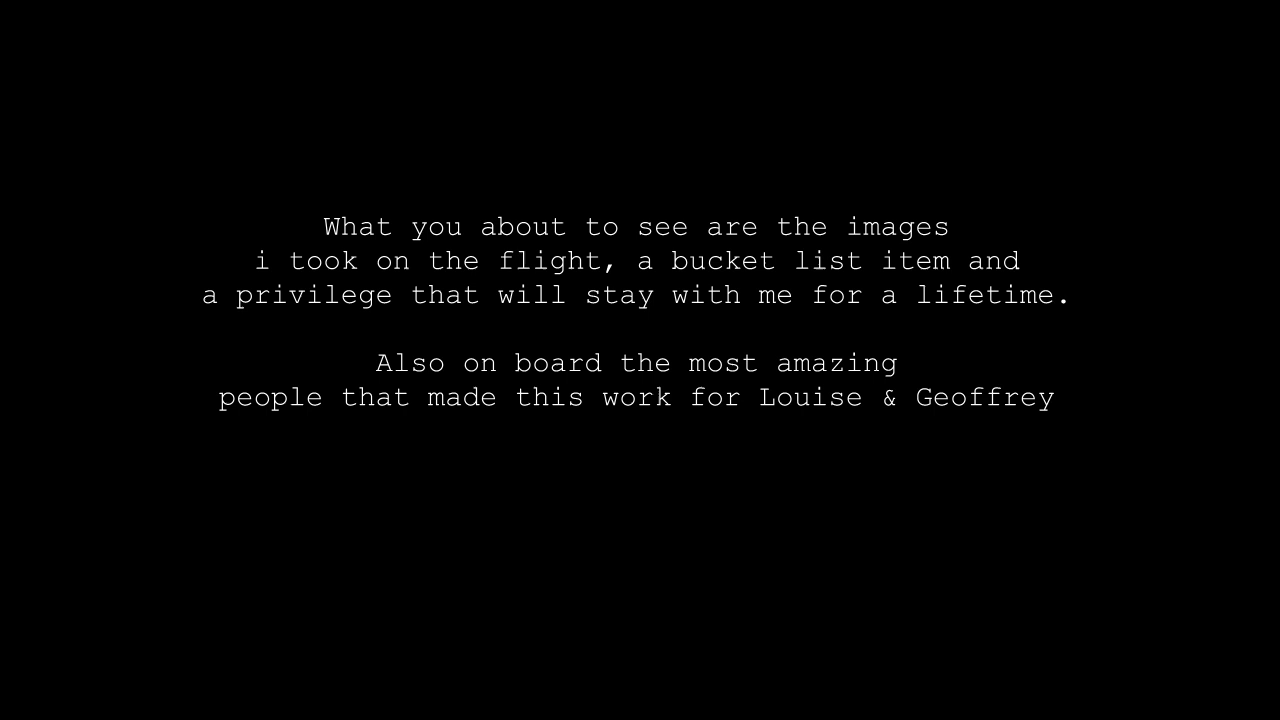 What you about to see are the images
i took on the flight, a bucket list item and
a privilege that will stay with me for a lifetime.
Also on board the most amazing
people that made this work for Louise & Geoffrey